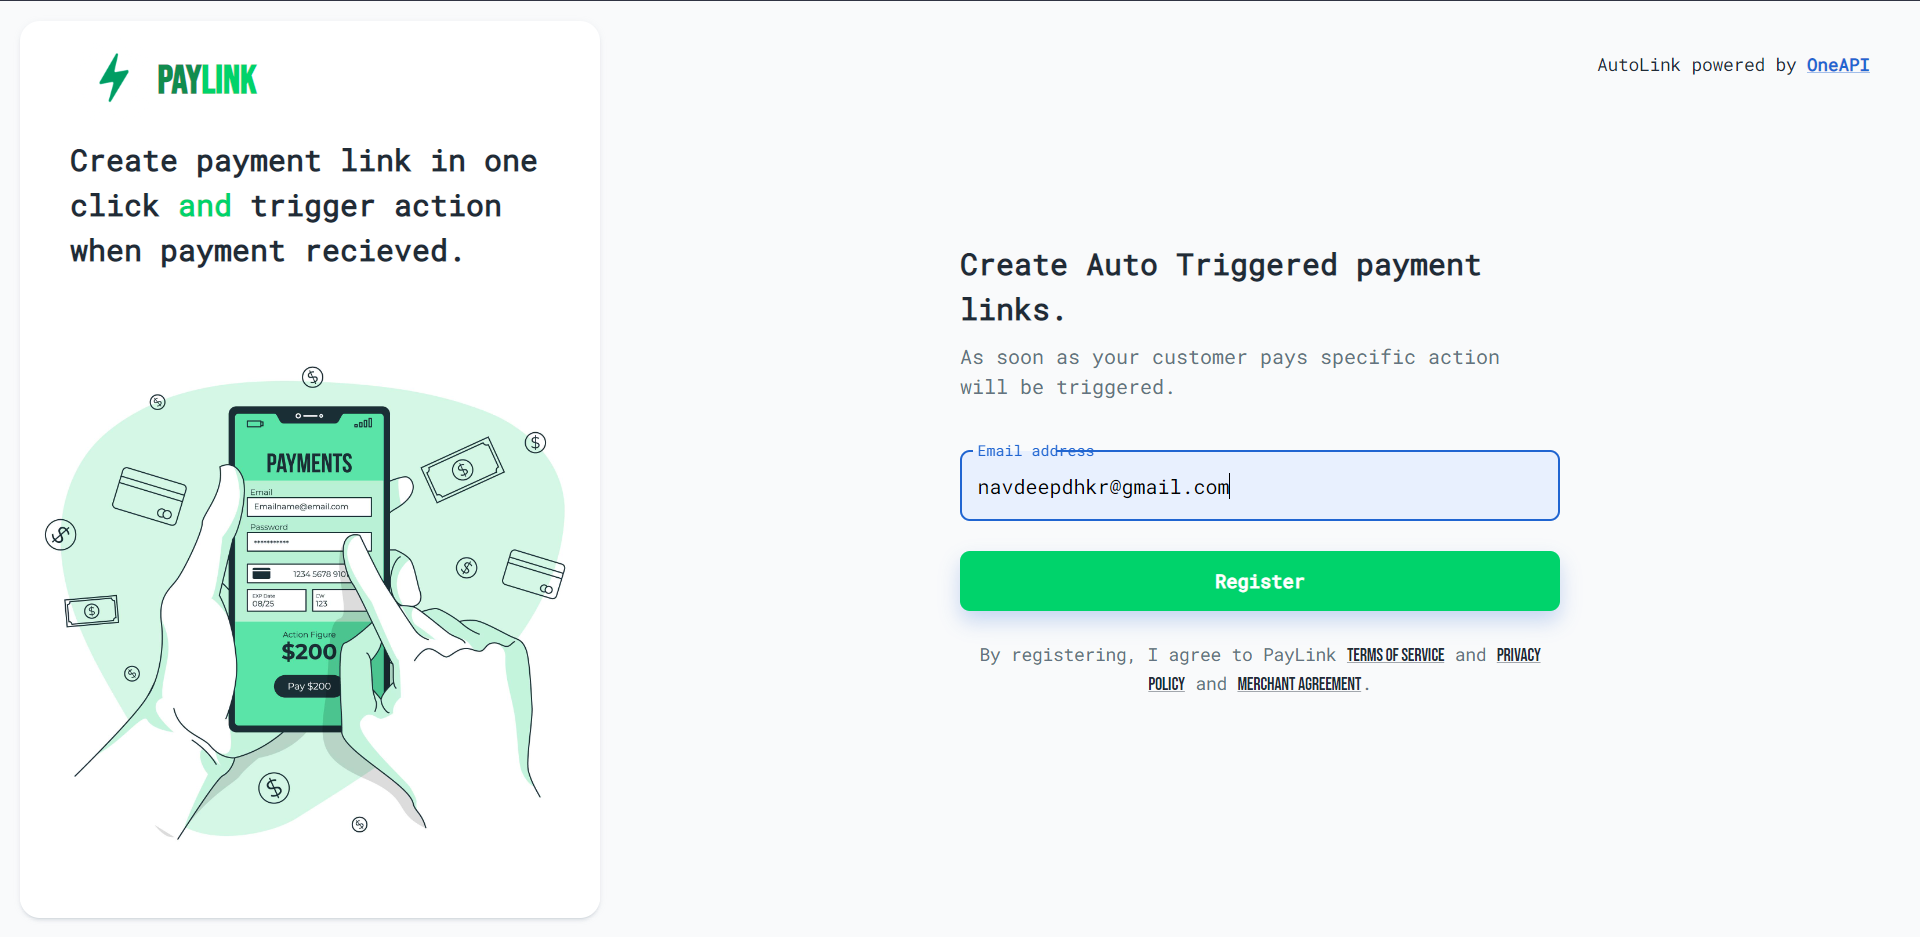 PAYLINK
AutoLink powered by OneAPI
Create payment link in one
click and trigger action
when payment recieved.
PAYMENTS
Email
Emailname@email.com
Password
***********
1234 5678 910
EXP Date
08/25
CW
123
Action Figure
$200
Pay $200
Create Auto Triggered payment
links.
As soon as your customer pays specific action
will be triggered.
Email address
navdeepdhkr@gmail.com
Register
By registering, I agree to PayLink TERMS OF SERVICE and PRIVACY
POLICY and MERCHANT AGREEMENT.